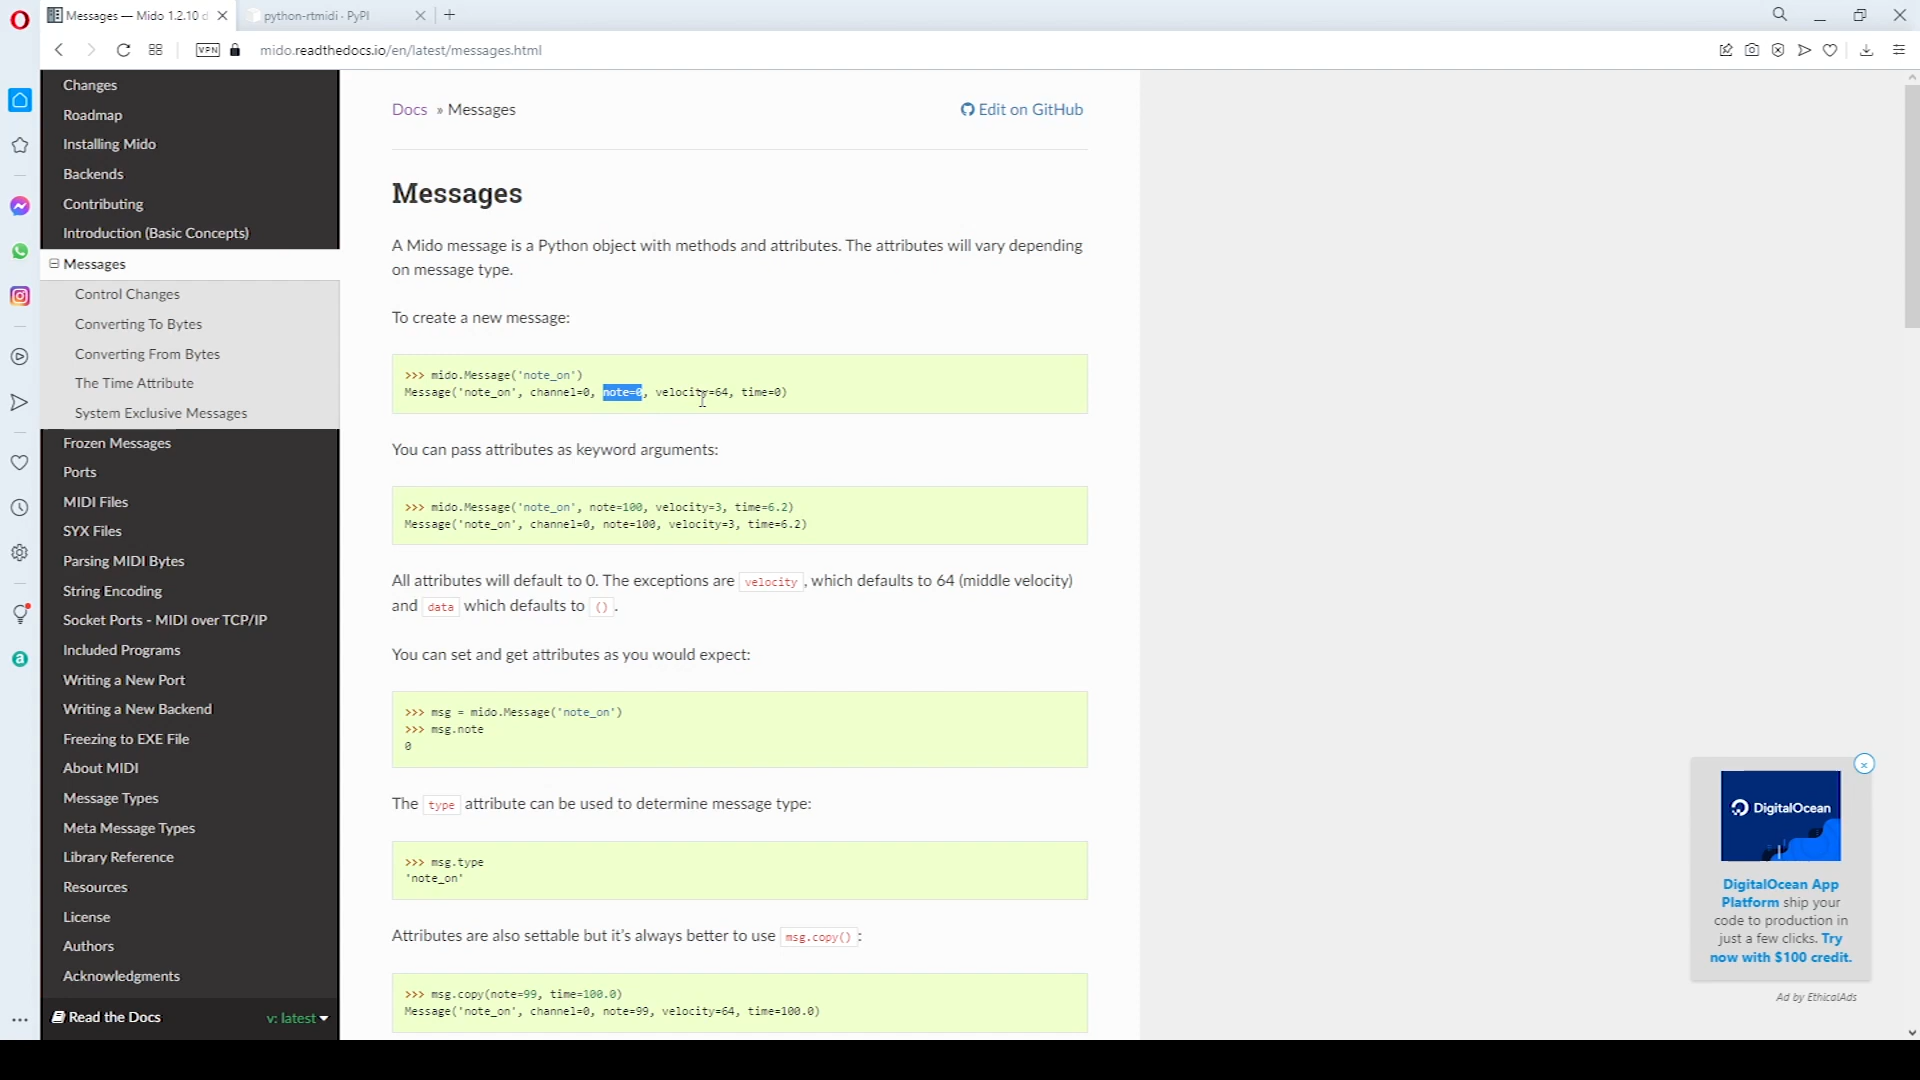 Messages — Mido 1.2.10 d
python-rtmidi · PyPI
VPN
mido.readthedocs.io/en/latest/messages.html
Changes
Roadmap
Installing Mido
Backends
Contributing
Introduction (Basic Concepts)
Messages
Control Changes
Converting To Bytes
Converting From Bytes
The Time Attribute
System Exclusive Messages
Frozen Messages
Ports
MIDI Files
SYX Files
Parsing MIDI Bytes
String Encoding
Socket Ports - MIDI over TCP/IP
Included Programs
Writing a New Port
Writing a New Backend
Freezing to EXE File
About MIDI
Message Types
Meta Message Types
Library Reference
Resources
License
Authors
Acknowledgments
Read the Docs v: latest
Docs » Messages Edit on GitHub
Messages
A Mido message is a Python object with methods and attributes. The attributes will vary depending
on message type.
To create a new message:
>>> mido.Message('note_on')
Message('note_on', channel=0, note=0, velocity=64, time=0)
You can pass attributes as keyword arguments:
>>> mido.Message('note_on', note=100, velocity=3, time=6.2)
Message('note_on', channel=0, note=100, velocity=3, time=6.2)
All attributes will default to 0. The exceptions are velocity, which defaults to 64 (middle velocity)
and data which defaults to ().
You can set and get attributes as you would expect:
>>> msg = mido.Message('note_on')
>>> msg.note
0
The type attribute can be used to determine message type:
>>> msg.type
'note_on'
Attributes are also settable but it's always better to use msg.copy():
>>> msg.copy(note=99, time=100.0)
Message('note_on', channel=0, note=99, velocity=64, time=100.0)
DigitalOcean
DigitalOcean App
Platform ship your
code to production in
just a few clicks. Try
now with $100 credit.
Ad by EthicalAds